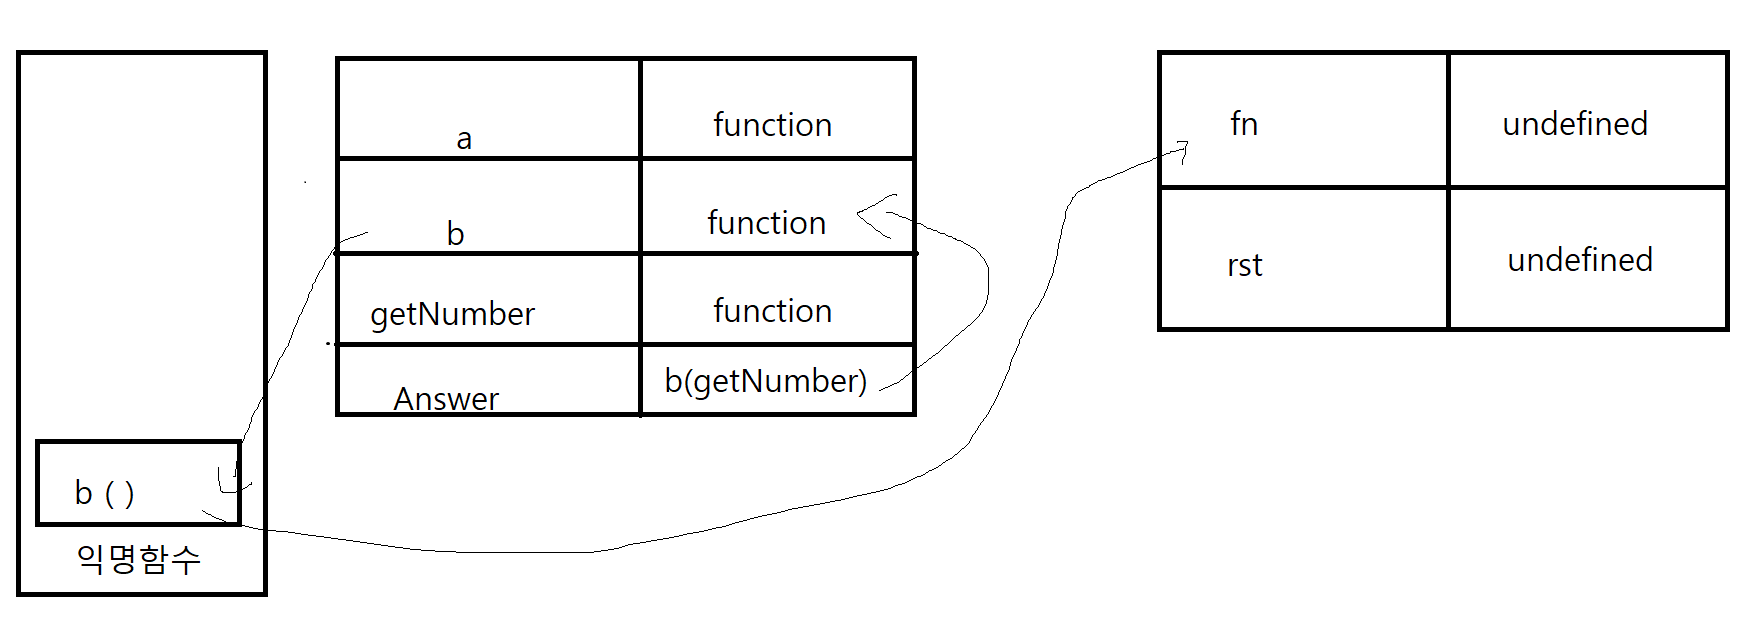 a function
b function
getNumber function
Answer b(getNumber)
b ( )
익명함수
fn undefined
rst undefined